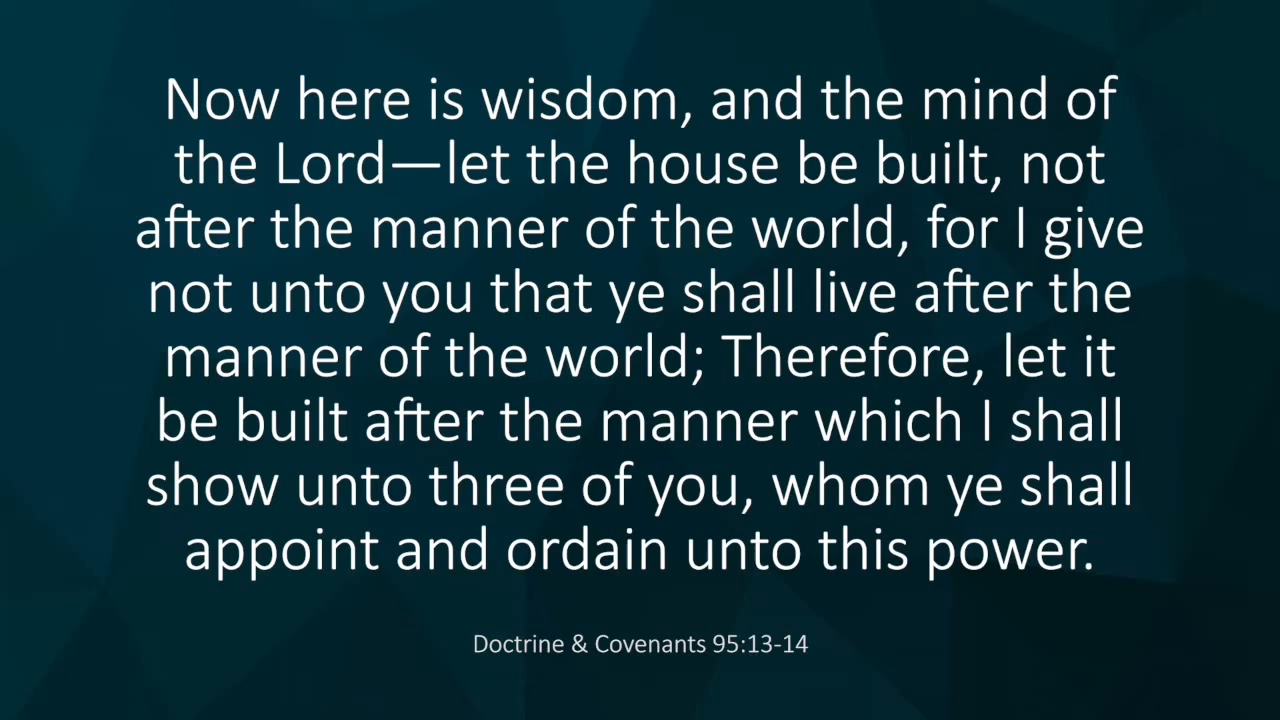 Now here is wisdom, and the mind of
the Lord—let the house be built, not
after the manner of the world, for I give
not unto you that ye shall live after the
manner of the world; Therefore, let it
be built after the manner which I shall
show unto three of you, whom ye shall
appoint and ordain unto this power.
Doctrine & Covenants 95:13-14